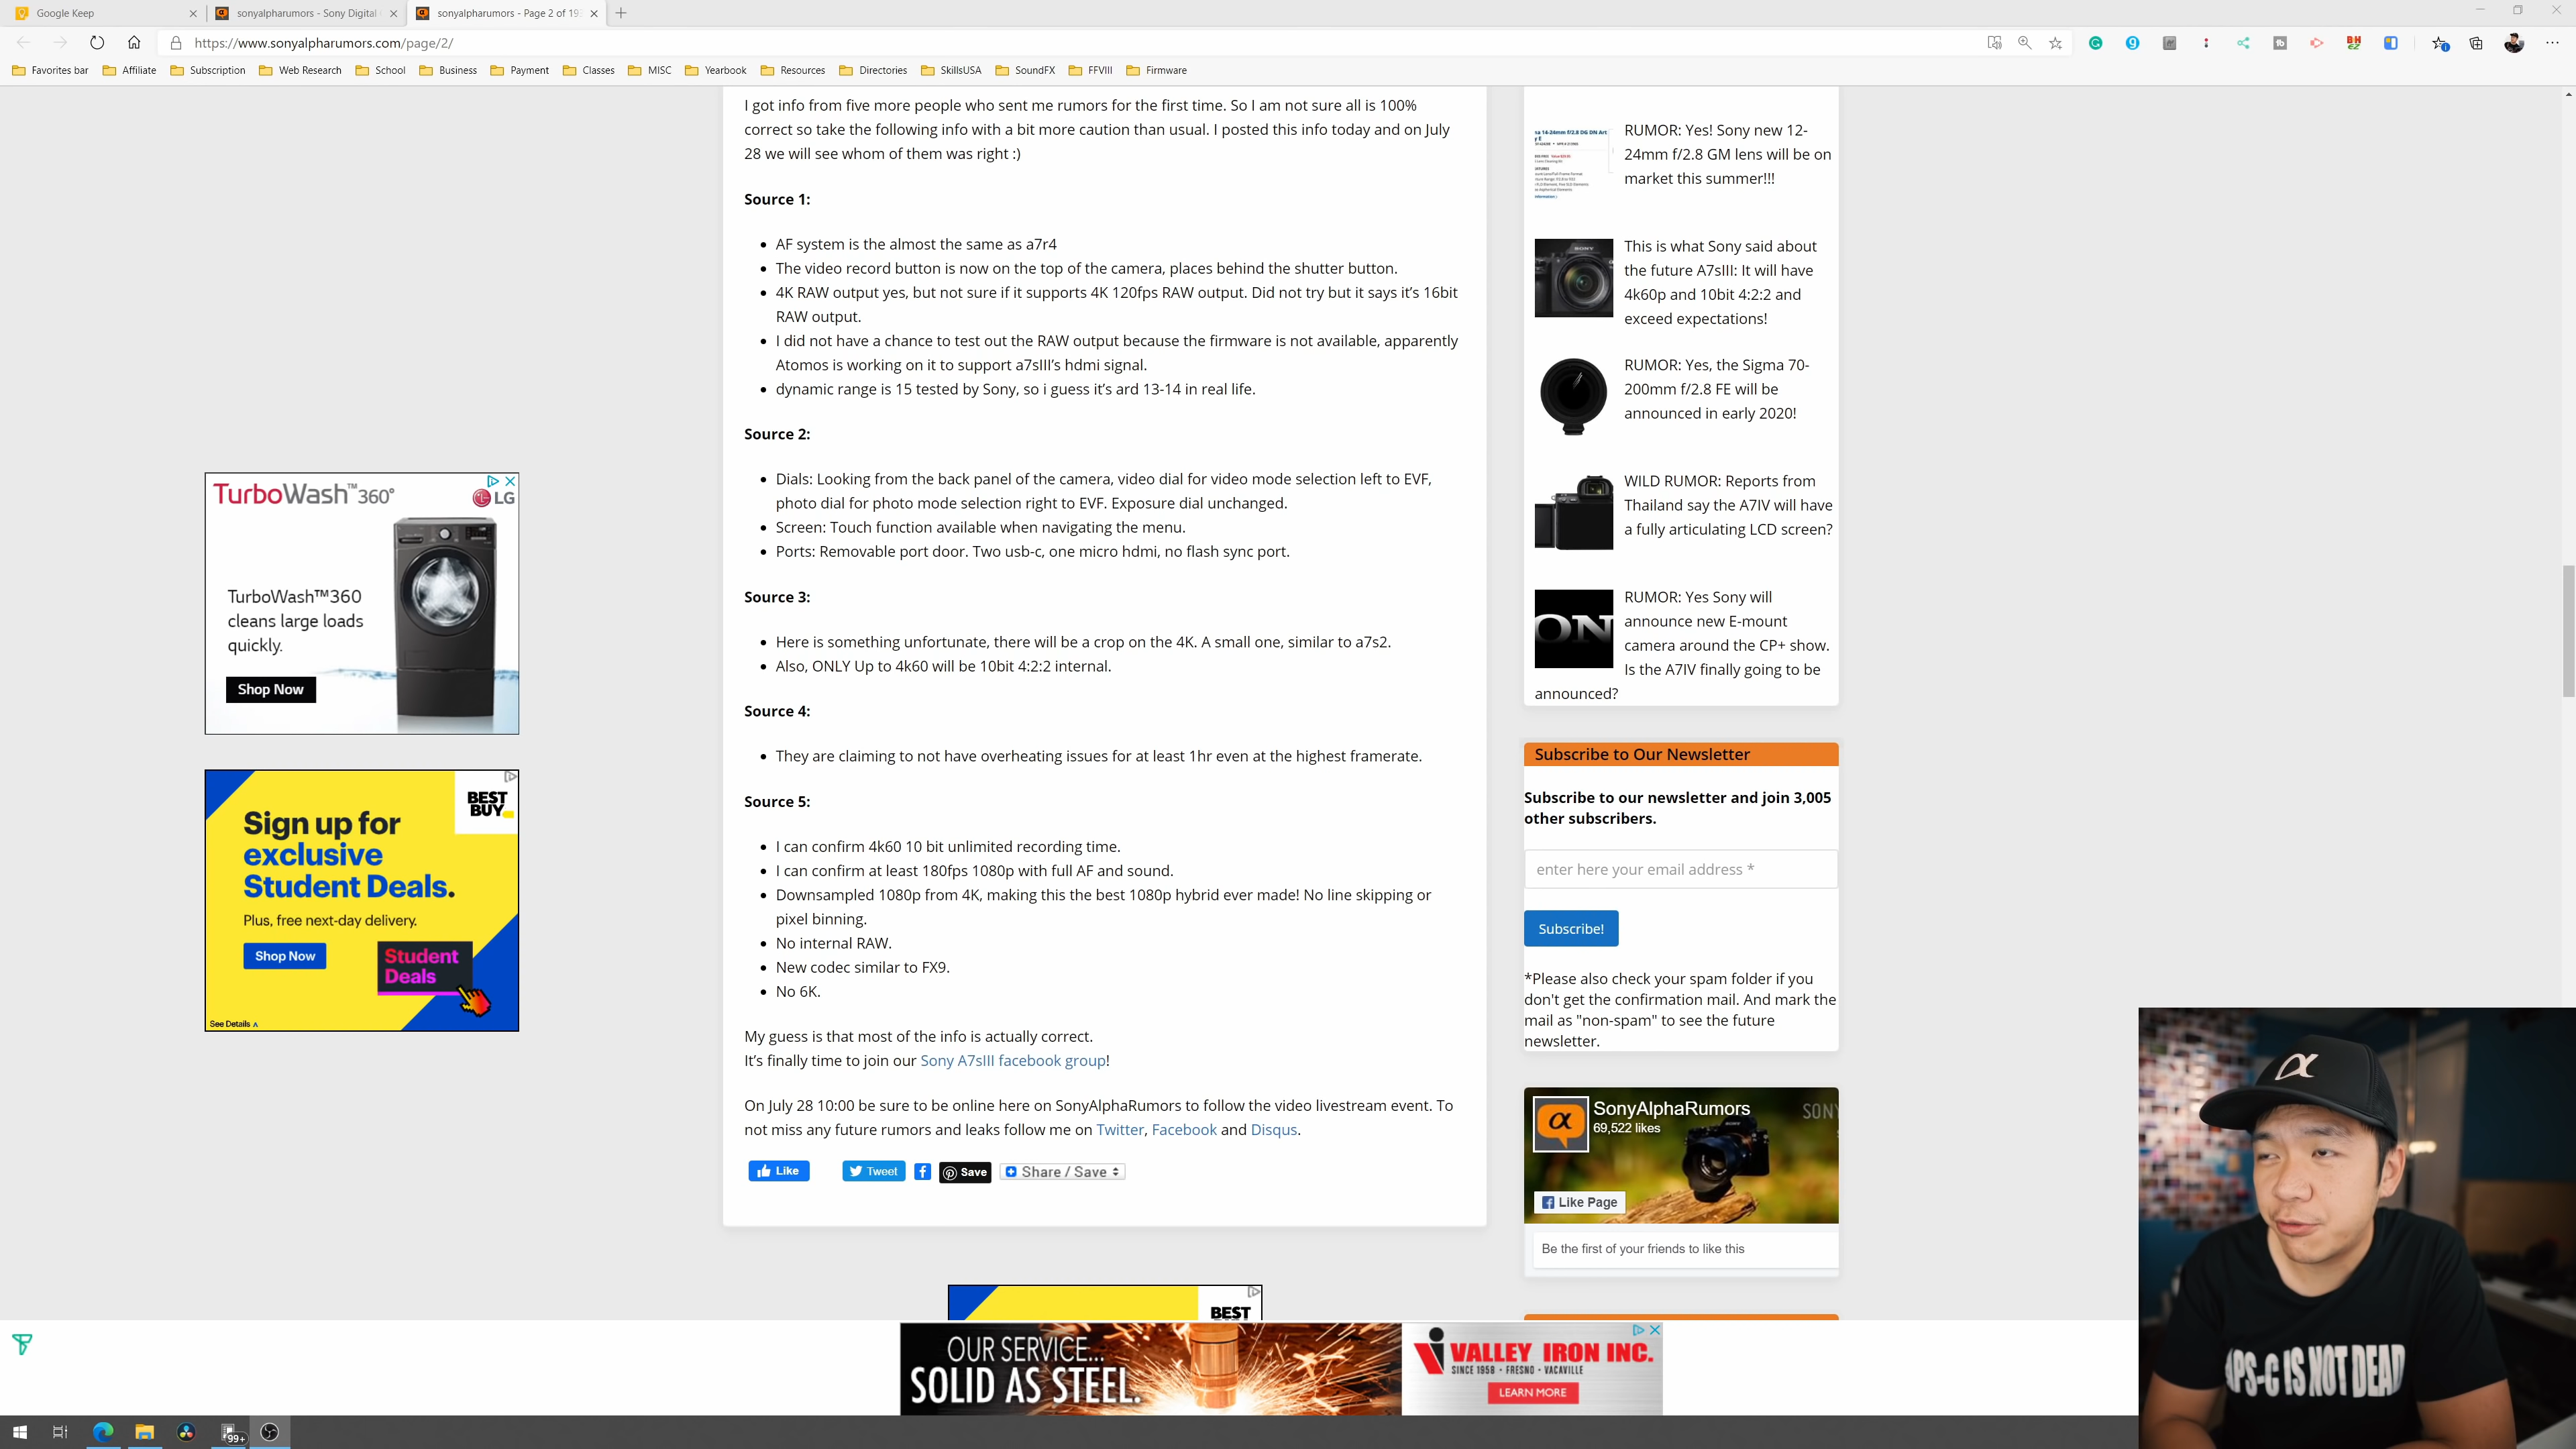 Google Keep
sonyalpharumors - Sony Digital
sonyalpharumors - Page 2 of 19
https://www.sonyalpharumors.com/page/2/
Favorites bar
Affiliate
Subscription
Web Research
School
Business
Payment
Classes
MISC
Yearbook
Resources
Directories
SkillsUSA
SoundFX
FFVIII
Firmware
I got info from five more people who sent me rumors for the first time. So I am not sure all is 100%
correct so take the following info with a bit more caution than usual. I posted this info today and on July
28 we will see whom of them was right :)
Source 1:
AF system is the almost the same as a7r4
The video record button is now on the top of the camera, places behind the shutter button.
4K RAW output yes, but not sure if it supports 4K 120fps RAW output. Did not try but it says it's 16bit
RAW output.
I did not have a chance to test out the RAW output because the firmware is not available, apparently
Atomos is working on it to support a7sIII's hdmi signal.
dynamic range is 15 tested by Sony, so i guess it's ard 13-14 in real life.
Source 2:
Dials: Looking from the back panel of the camera, video dial for video mode selection left to EVF,
photo dial for photo mode selection right to EVF. Exposure dial unchanged.
Screen: Touch function available when navigating the menu.
Ports: Removable port door. Two usb-c, one micro hdmi, no flash sync port.
Source 3:
Here is something unfortunate, there will be a crop on the 4K. A small one, similar to a7s2.
Also, ONLY Up to 4k60 will be 10bit 4:2:2 internal.
Source 4:
They are claiming to not have overheating issues for at least 1hr even at the highest framerate.
Source 5:
I can confirm 4k60 10 bit unlimited recording time.
I can confirm at least 180fps 1080p with full AF and sound.
Downsampled 1080p from 4K, making this the best 1080p hybrid ever made! No line skipping or
pixel binning.
No internal RAW.
New codec similar to FX9.
No 6K.
My guess is that most of the info is actually correct.
It's finally time to join our Sony A7sIII facebook group!
On July 28 10:00 be sure to be online here on SonyAlphaRumors to follow the video livestream event. To
not miss any future rumors and leaks follow me on Twitter, Facebook and Disqus.
Like
Tweet
Save
Share / Save
TurboWash™360°
LG
TurboWash™360
cleans large loads
quickly.
Shop Now
BEST
BUY
Sign up for
exclusive
Student Deals.
Plus, free next-day delivery.
Shop Now
Student
Deals
See Details
RUMOR: Yes! Sony new 12-
24mm f/2.8 GM lens will be on
market this summer!!!
SONY
This is what Sony said about
the future A7sIII: It will have
4k60p and 10bit 4:2:2 and
exceed expectations!
RUMOR: Yes, the Sigma 70-
200mm f/2.8 FE will be
announced in early 2020!
WILD RUMOR: Reports from
Thailand say the A7IV will have
a fully articulating LCD screen?
ON
RUMOR: Yes Sony will
announce new E-mount
camera around the CP+ show.
Is the A7IV finally going to be
announced?
Subscribe to Our Newsletter
Subscribe to our newsletter and join 3,005
other subscribers.
enter here your email address *
Subscribe!
*Please also check your spam folder if you
don't get the confirmation mail. And mark the
mail as "non-spam" to see the future
newsletter.
SonyAlphaRumors
69,522 likes
SONY
Like Page
Be the first of your friends to like this
BEST
OUR SERVICE...
SOLID AS STEEL.
VALLEY IRON INC.
SINCE 1958 • FRESNO • VACAVILLE
LEARN MORE
99+
α
APS-C IS NOT DEAD